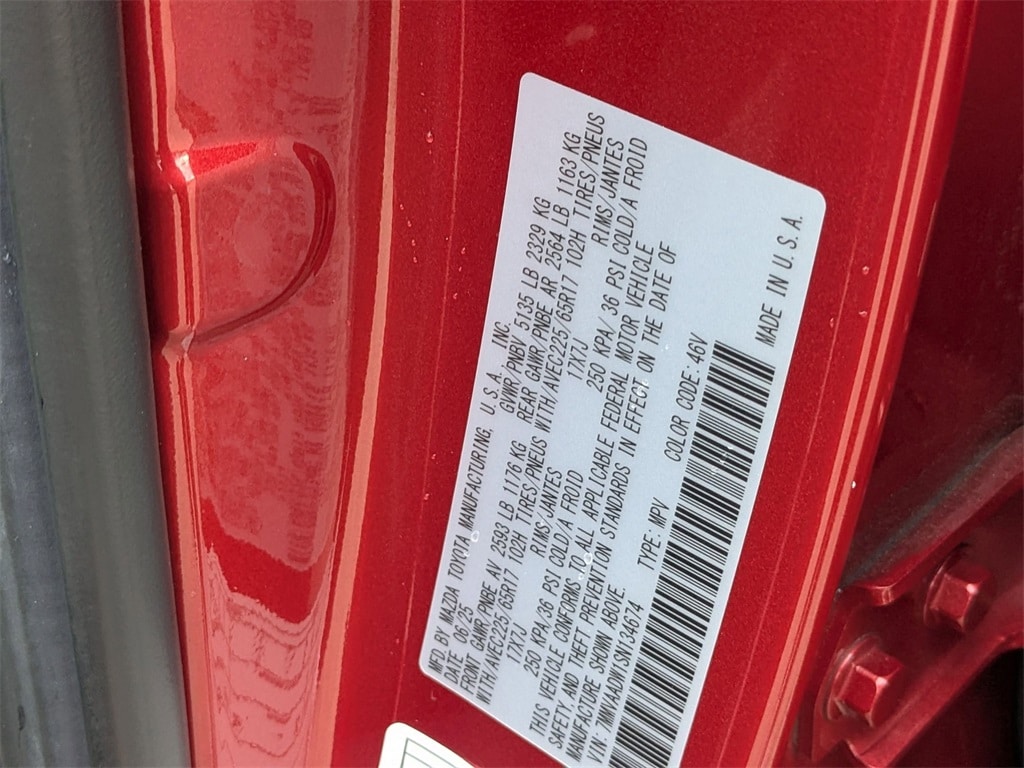 MFD. BY MAZDA TOYOTA MANUFACTURING, U. S. A., INC.
DATE 06/25 GVWR/PNBV 5135 LB 2329 KG
FRONT GAWR/PNBE AV 2593 LB 1176 KG REAR GAWR/PNBE AR 2564 LB 1163 KG
WITH/AVEC225/65R17 102H TIRES/PNEUS WITH/AVEC225/65R17 102H TIRES/PNEUS
17X7J RIMS/JANTES 17X7J RIMS/JANTES
250 KPA/36 PSI COLD/A FROID 250 KPA/ 36 PSI COLD/A FROID
THIS VEHICLE CONFORMS TO ALL APPLICABLE FEDERAL MOTOR VEHICLE
SAFETY, AND THEFT PREVENTION STANDARDS IN EFFECT ON THE DATE OF
MANUFACTURE SHOWN ABOVE.
VIN: 7MMVAADW1SN134674 TYPE: MPV COLOR CODE: 46V
MADE IN U. S. A.